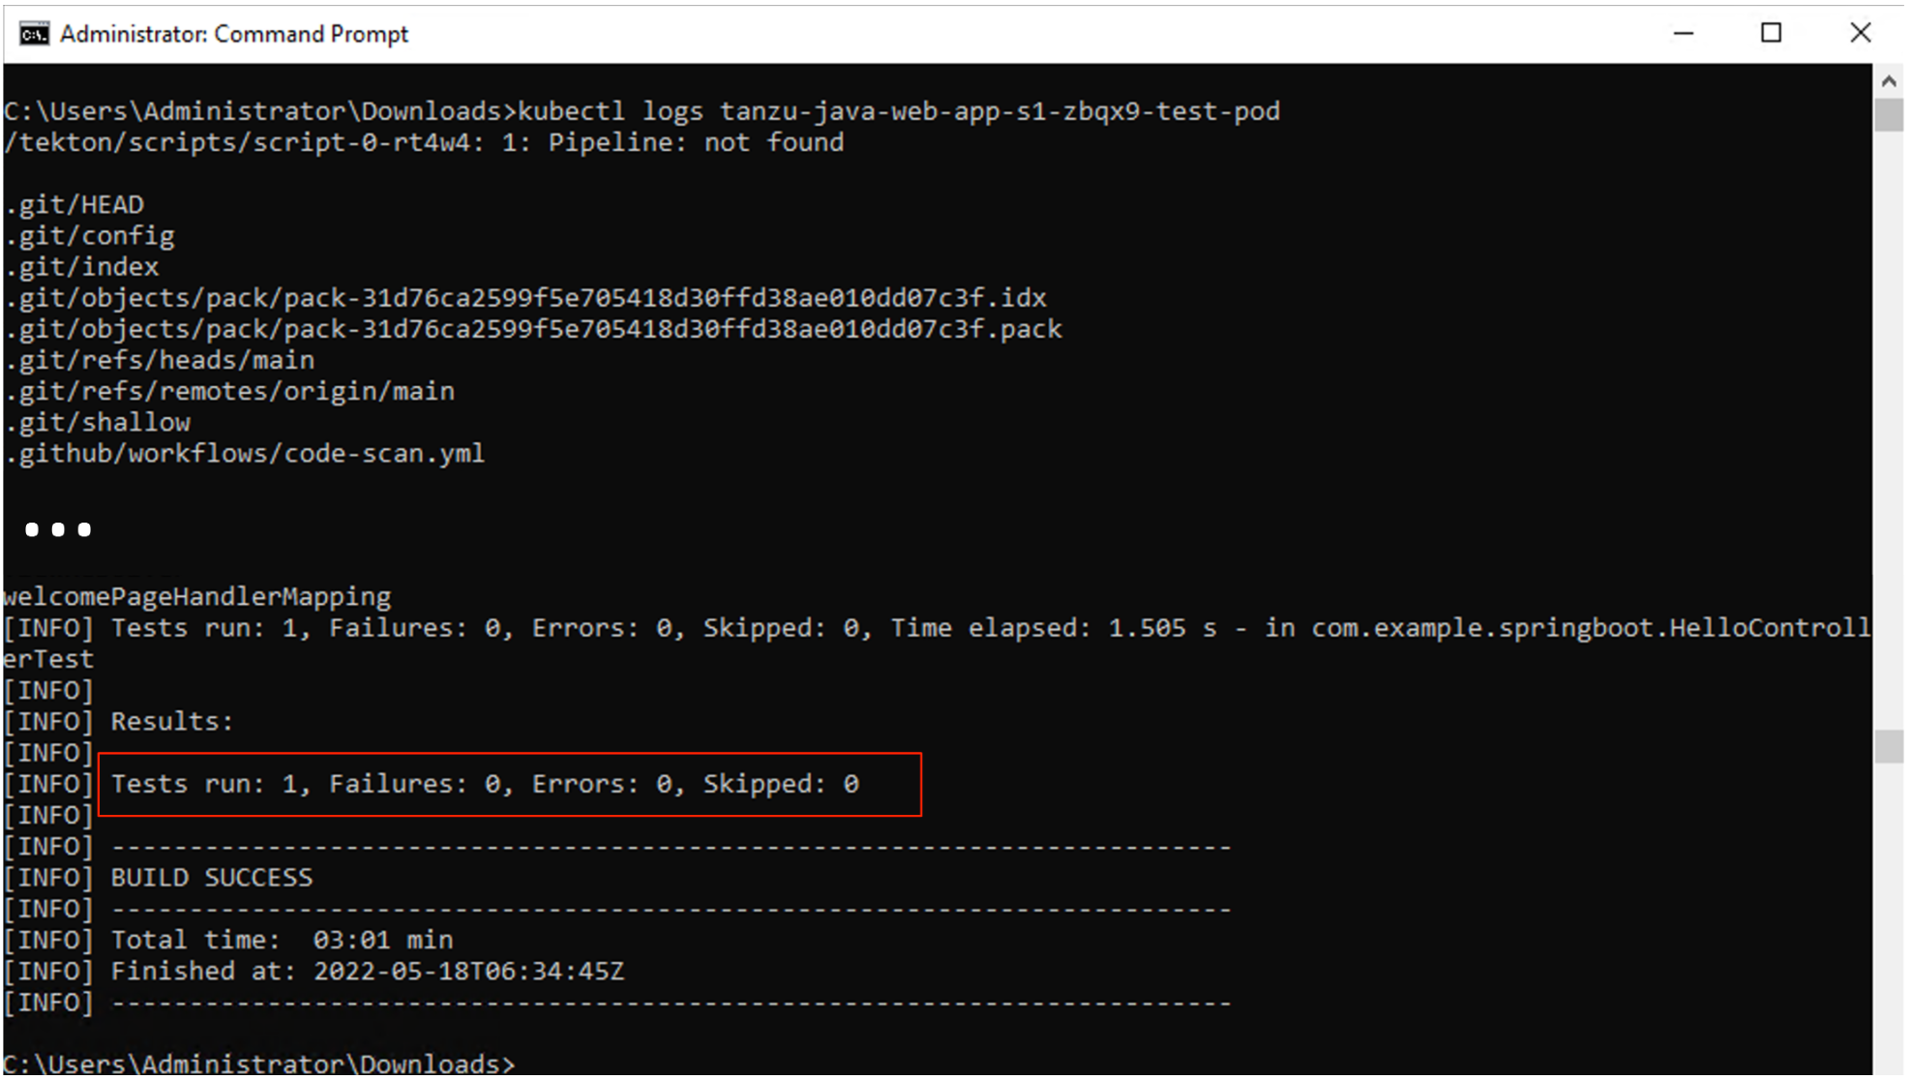 Administrator: Command Prompt
C:\Users\Administrator\Downloads>kubectl logs tanzu-java-web-app-s1-zbqx9-test-pod
/tekton/scripts/script-0-rt4w4: 1: Pipeline: not found
.git/HEAD
.git/config
.git/index
.git/objects/pack/pack-31d76ca2599f5e705418d30ffd38ae010dd07c3f.idx
.git/objects/pack/pack-31d76ca2599f5e705418d30ffd38ae010dd07c3f.pack
.git/refs/heads/main
.git/refs/remotes/origin/main
.git/shallow
.github/workflows/code-scan.yml
...
welcomePageHandlerMapping
[INFO] Tests run: 1, Failures: 0, Errors: 0, Skipped: 0, Time elapsed: 1.505 s - in com.example.springboot.HelloControll
erTest
[INFO]
[INFO] Results:
[INFO]
[INFO] Tests run: 1, Failures: 0, Errors: 0, Skipped: 0
[INFO]
[INFO] ------------------------------------------------------------------------
[INFO] BUILD SUCCESS
[INFO] ------------------------------------------------------------------------
[INFO] Total time:  03:01 min
[INFO] Finished at: 2022-05-18T06:34:45Z
[INFO] ------------------------------------------------------------------------
C:\Users\Administrator\Downloads>